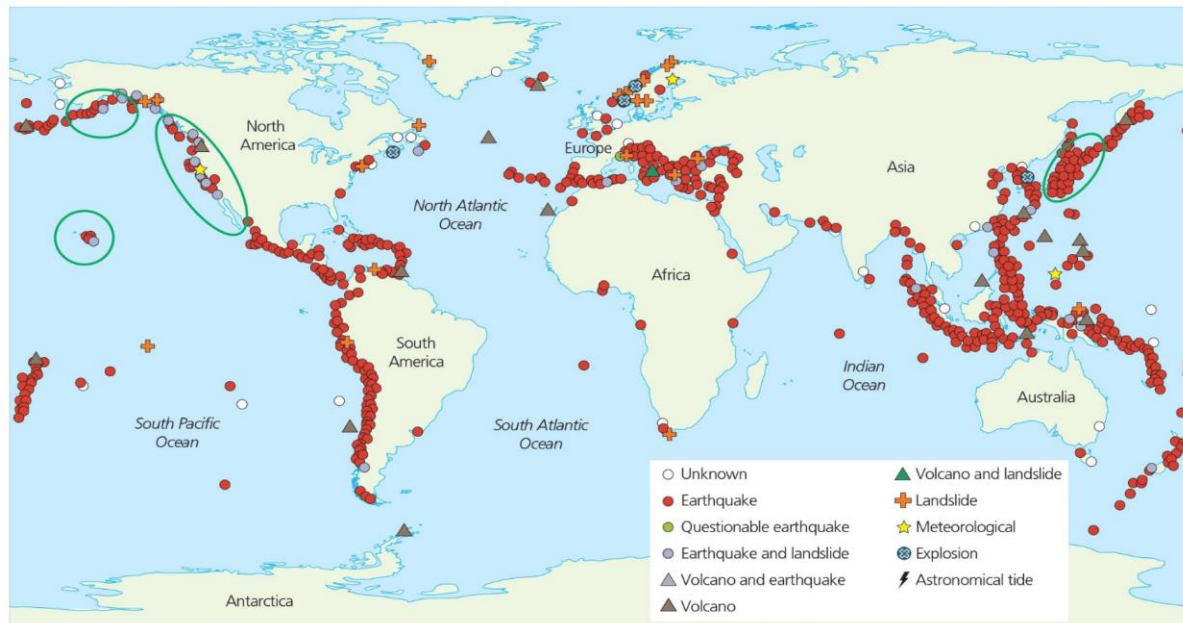 North
America
Europe
Asia
North Atlantic
Ocean
Africa
South
America
Indian
Ocean
Australia
South Pacific
Ocean
South Atlantic
Ocean
Antarctica
Unknown
Earthquake
Questionable earthquake
Earthquake and landslide
Volcano and earthquake
Volcano
Volcano and landslide
Landslide
Meteorological
Explosion
Astronomical tide